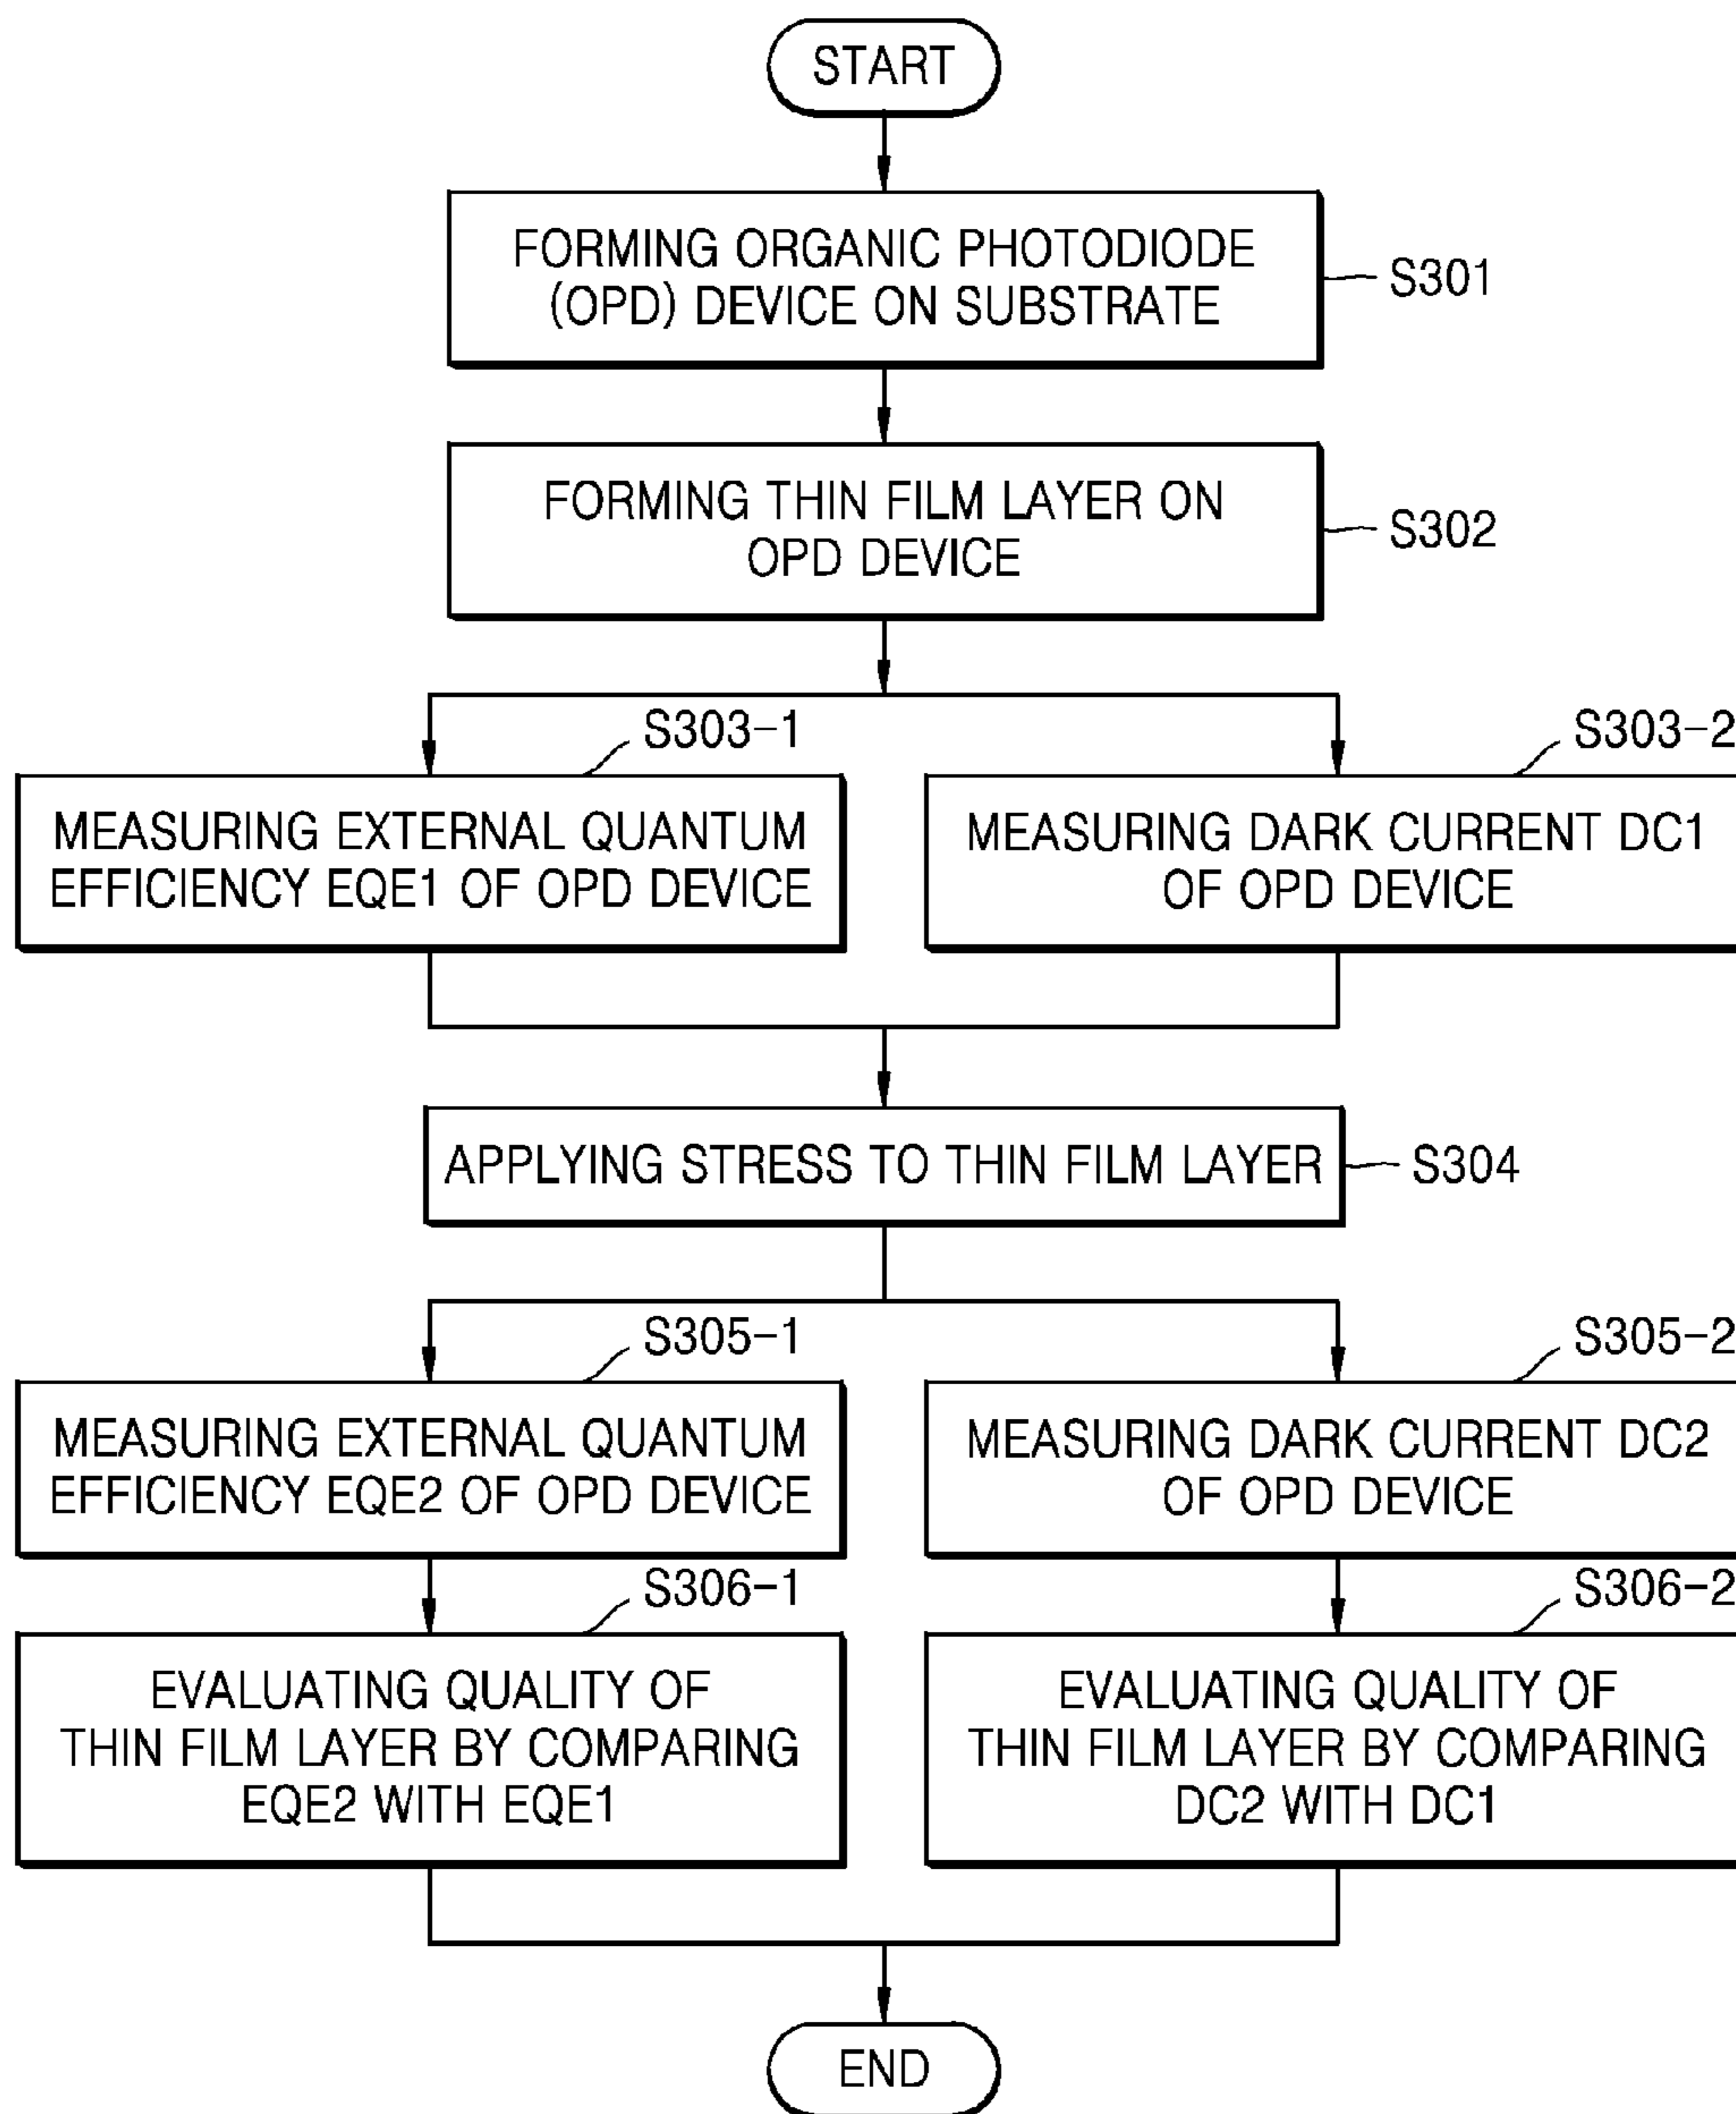 START
FORMING ORGANIC PHOTODIODE
(OPD) DEVICE ON SUBSTRATE
S301
FORMING THIN FILM LAYER ON
OPD DEVICE
S302
S303-1
MEASURING EXTERNAL QUANTUM
EFFICIENCY EQE1 OF OPD DEVICE
S303-2
MEASURING DARK CURRENT DC1
OF OPD DEVICE
APPLYING STRESS TO THIN FILM LAYER
S304
S305-1
MEASURING EXTERNAL QUANTUM
EFFICIENCY EQE2 OF OPD DEVICE
S305-2
MEASURING DARK CURRENT DC2
OF OPD DEVICE
S306-1
EVALUATING QUALITY OF
THIN FILM LAYER BY COMPARING
EQE2 WITH EQE1
S306-2
EVALUATING QUALITY OF
THIN FILM LAYER BY COMPARING
DC2 WITH DC1
END